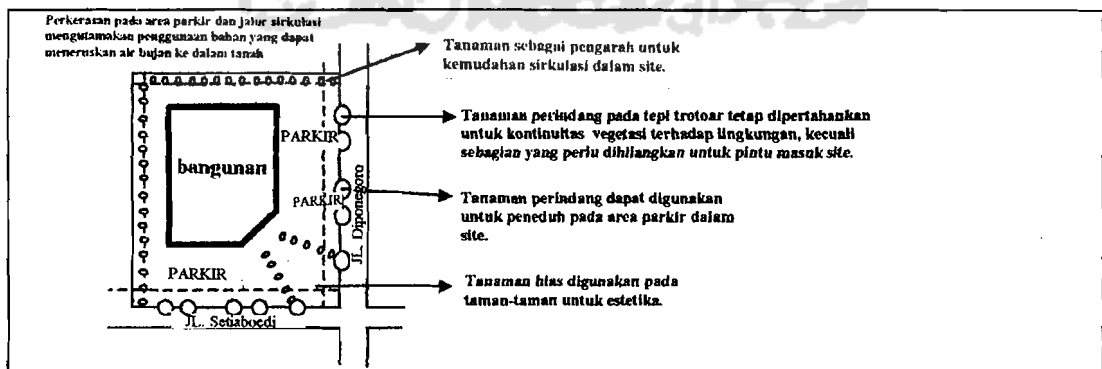 Perkerasan pada area parkir dan jalur sirkulasi
mengutamakan penggunaan bahan yang dapat
meneruskan air hujan ke dalam tanah
Tanaman sebagai pengarah untuk
kemudahan sirkulasi dalam site.
Tanaman perindang pada tepi trotoar tetap dipertahankan
untuk kontinuitas vegetasi terhadap lingkungan, kecuali
sebagian yang perlu dihilangkan untuk pintu masuk site.
PARKIR
bangunan
PARKIR
Tanaman perindang dapat digunakan
untuk peneduh pada area parkir dalam
site.
JL. Diponegoro
PARKIR
Tanaman hias digunakan pada
taman-taman untuk estetika.
JL. Setiaboedi